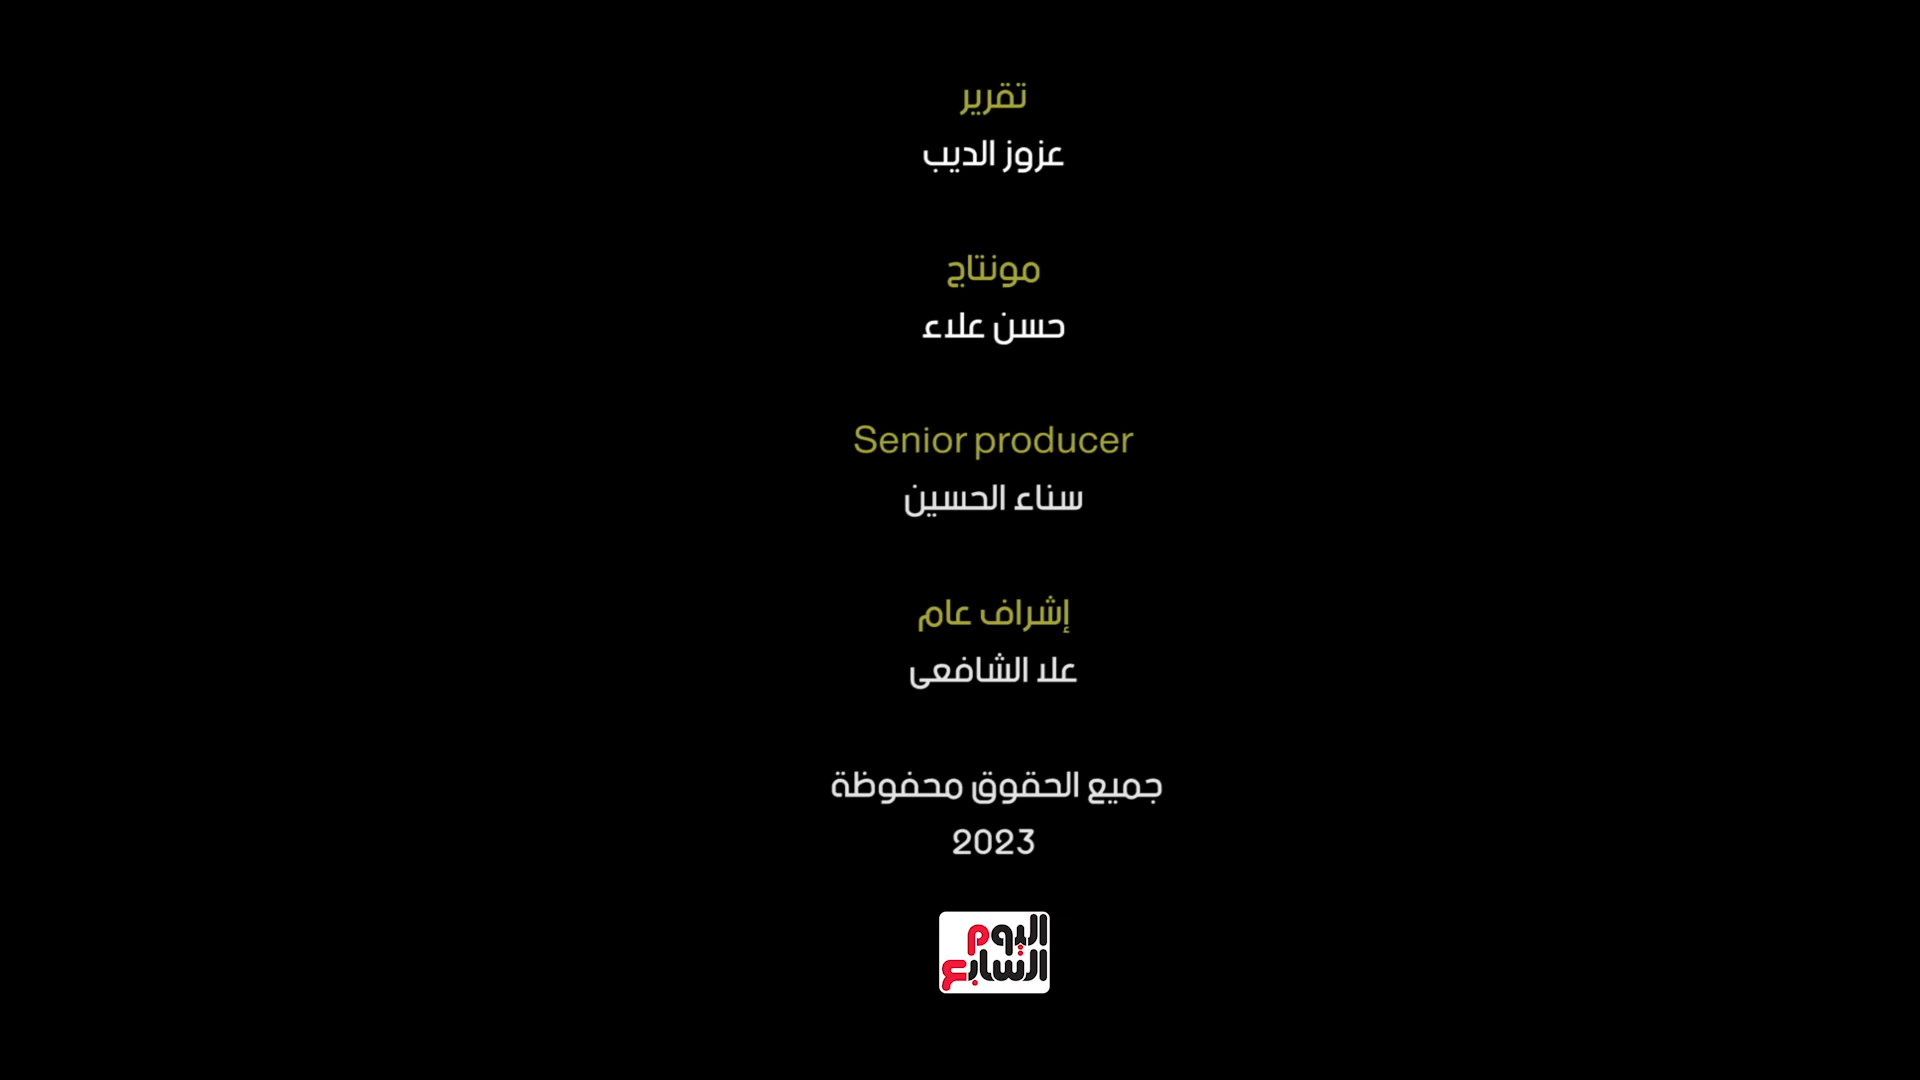 تقرير
عزوز الديب
مونتاج
حسن علاء
Senior producer
سناء الحسين
إشراف عام
علا الشافعى
جميع الحقوق محفوظة
2023
اليوم
السابع